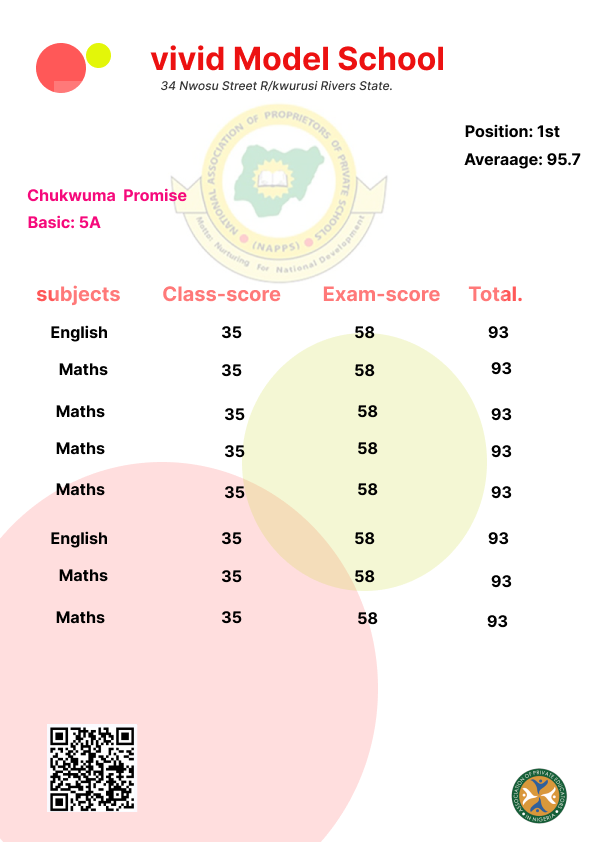 vivid Model School
34 Nwosu Street R/kwurusi Rivers State.
Position: 1st
Averaage: 95.7
NATIONAL ASSOCIATION OF PROPRIETORS OF PRIVATE SCHOOLS
(NAPPS)
Motto: Nurturing For National Development
Chukwuma Promise
Basic: 5A
subjects Class-score Exam-score Total.
English 35 58 93
Maths 35 58 93
Maths 35 58 93
Maths 35 58 93
Maths 35 58 93
English 35 58 93
Maths 35 58 93
Maths 35 58 93
ASSOCIATION OF PRIVATE EDUCATORS
IN NIGERIA